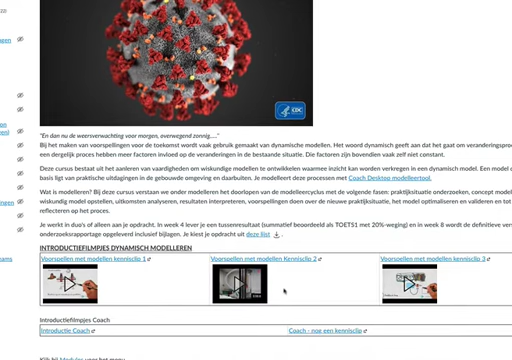 CDC
"En dan nu de weersverwachting voor morgen, overwegend zonnig....."
Bij het maken van voorspellingen voor de toekomst wordt vaak gebruik gemaakt van dynamische modellen. Het woord dynamisch geeft aan dat het gaat om veranderingsproc
een dergelijk proces hebben meer factoren invloed op de veranderingen in de bestaande situatie. Die factoren zijn bovendien vaak zelf niet constant.
Deze cursus bestaat uit het aanleren van vaardigheden om wiskundige modellen te ontwikkelen waarmee inzicht kan worden verkregen in een dynamisch model. Een model o
basis ligt van praktische uitdagingen in de gebouwde omgeving en daarbuiten. Je modelleert deze processen met Coach Desktop modelleertool.
Wat is modelleren? Bij deze cursus verstaan we onder modelleren het doorlopen van de modelleercyclus met de volgende fasen: praktijksituatie onderzoeken, concept model
wiskundig model opstellen, uitkomsten analyseren, resultaten interpreteren, voorspellingen doen over de nieuwe praktijksituatie, het model optimaliseren en valideren en tot
reflecteren op het proces.
Je werkt in duo's of alleen aan je opdracht. In week 4 lever je een tussenresultaat (summatief beoordeeld als TOETS1 met 20%-weging) en in week 8 wordt de definitieve vers
onderzoeksrapportage opgeleverd inclusief bijlagen. Je kiest je opdracht uit deze lijst
INTRODUCTIEFILMPJES DYNAMISCH MODELLEREN
Voorspellen met modellen kennisclip 1
Voorspellen met modellen Kennisclip 2
Voorspellen met modellen kennisclip 3
Introductiefilmpjes Coach
Introductie Coach
Coach - nog een kennisclip